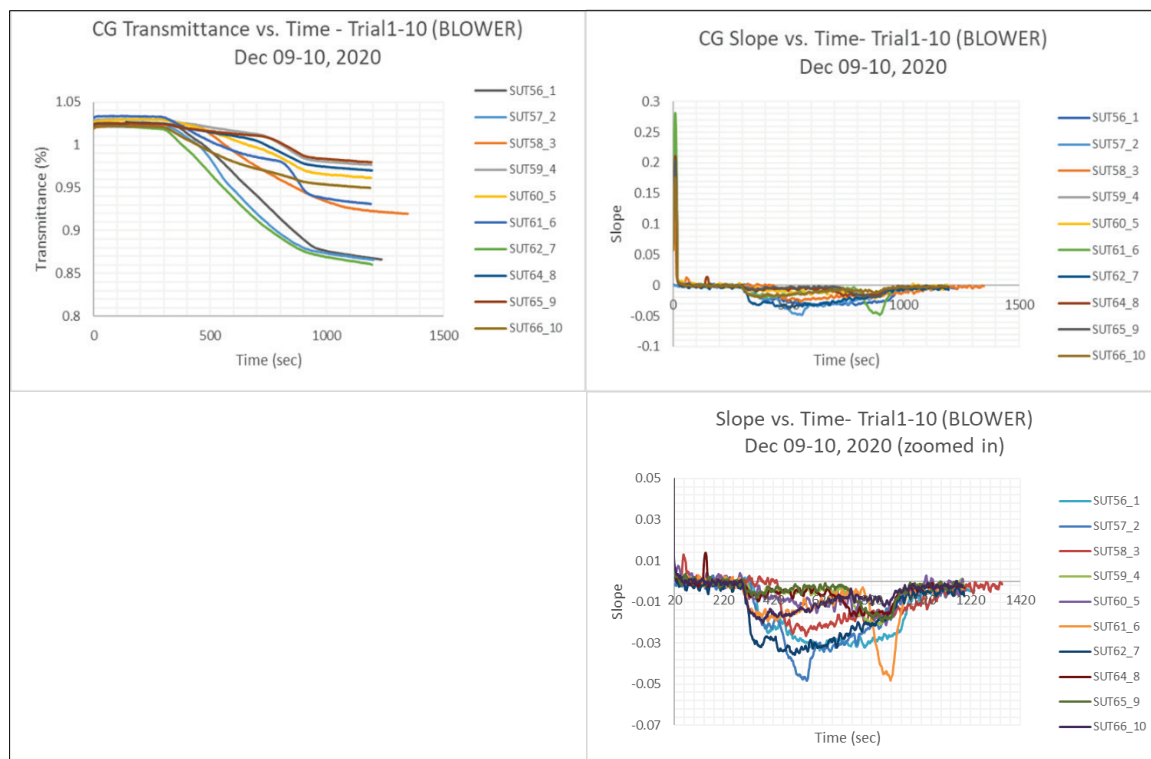 CG Transmittance vs. Time - Trial1-10 (BLOWER)
Dec 09-10, 2020
Transmittance (%)
1.05
1
0.95
0.9
0.85
0.8
0
500
1000
1500
Time (sec)
SUT56_1
SUT57_2
SUT58_3
SUT59_4
SUT60_5
SUT61_6
SUT62_7
SUT64_8
SUT65_9
SUT66_10
CG Slope vs. Time- Trial1-10 (BLOWER)
Dec 09-10, 2020
Slope
0.3
0.25
0.2
0.15
0.1
0.05
0
-0.05
-0.1
0
1000
1500
Time (sec)
SUT56_1
SUT57_2
SUT58_3
SUT59_4
SUT60_5
SUT61_6
SUT62_7
SUT64_8
SUT65_9
SUT66_10
Slope vs. Time- Trial1-10 (BLOWER)
Dec 09-10, 2020 (zoomed in)
Slope
0.05
0.03
0.01
-0.01
-0.03
-0.05
-0.07
20
220
420
1220
1420
Time (sec)
SUT56_1
SUT57_2
SUT58_3
SUT59_4
SUT60_5
SUT61_6
SUT62_7
SUT64_8
SUT65_9
SUT66_10